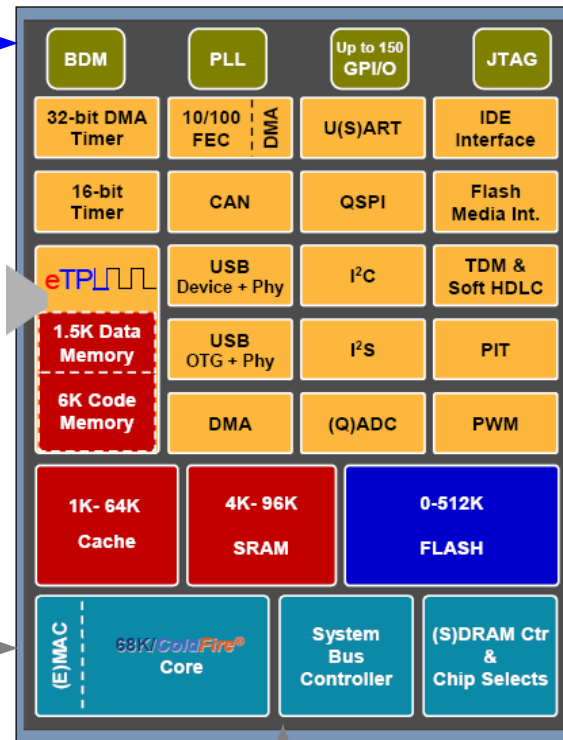 BDM
PLL
Up to 150
GPI/O
JTAG
32-bit DMA
Timer
10/100
FEC
DMA
U(S)ART
IDE
Interface
16-bit
Timer
CAN
QSPI
Flash
Media Int.
eTPU
USB
Device + Phy
I²C
TDM &
Soft HDLC
1.5K Data
Memory
USB
OTG + Phy
I²S
PIT
6K Code
Memory
DMA
(Q)ADC
PWM
1K- 64K
Cache
4K- 96K
SRAM
0-512K
FLASH
(E)MAC
68K/ColdFire®
Core
System
Bus
Controller
(S)DRAM Ctr
&
Chip Selects